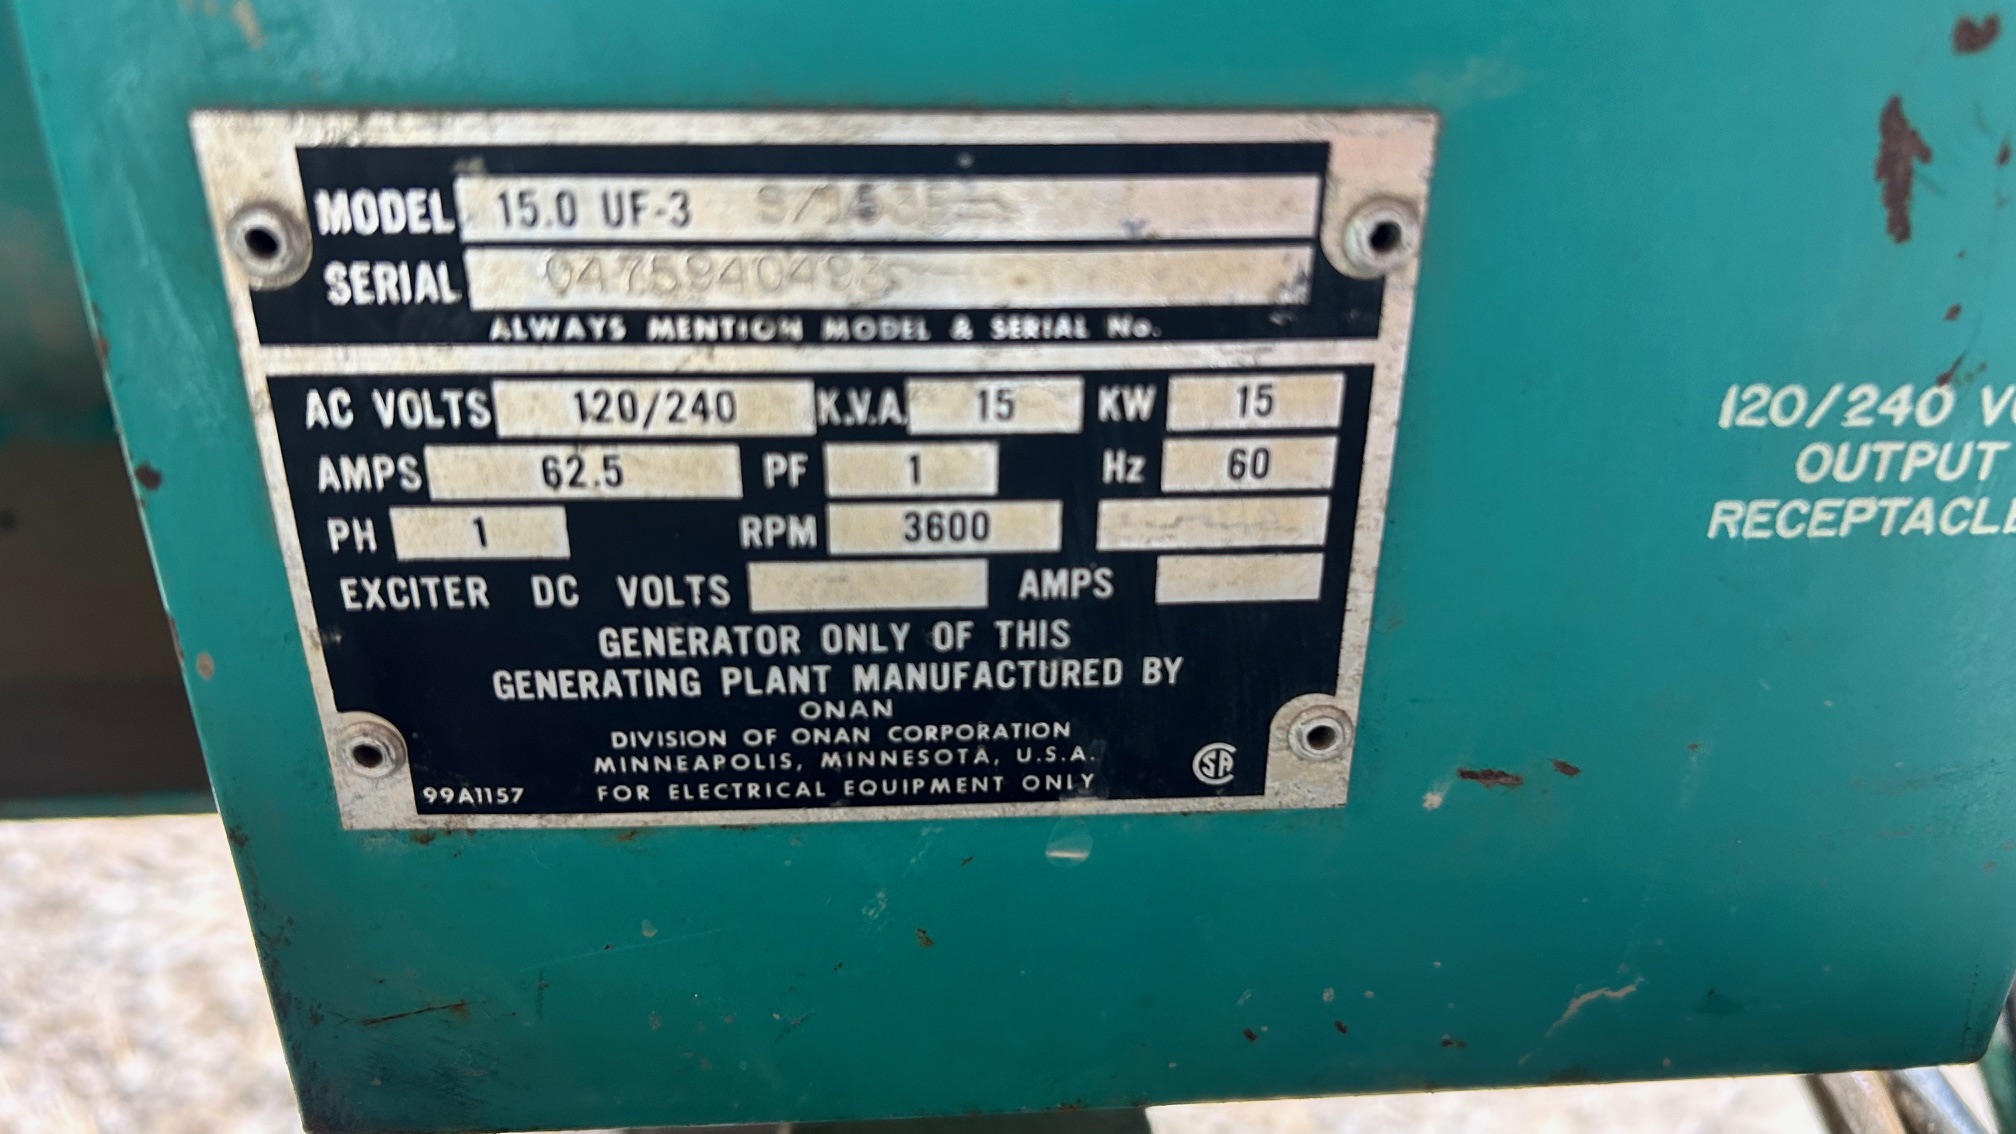 MODEL 15.0 UF-3
SERIAL 0475940493
ALWAYS MENTION MODEL & SERIAL No.
AC VOLTS 120/240 K.V.A. 15 KW 15
AMPS 62.5 PF 1 Hz 60
PH 1 RPM 3600
EXCITER DC VOLTS AMPS
GENERATOR ONLY OF THIS
GENERATING PLANT MANUFACTURED BY
ONAN
DIVISION OF ONAN CORPORATION
MINNEAPOLIS, MINNESOTA, U.S.A.
99A1157 FOR ELECTRICAL EQUIPMENT ONLY
SA
120/240 V
OUTPUT
RECEPTACLE